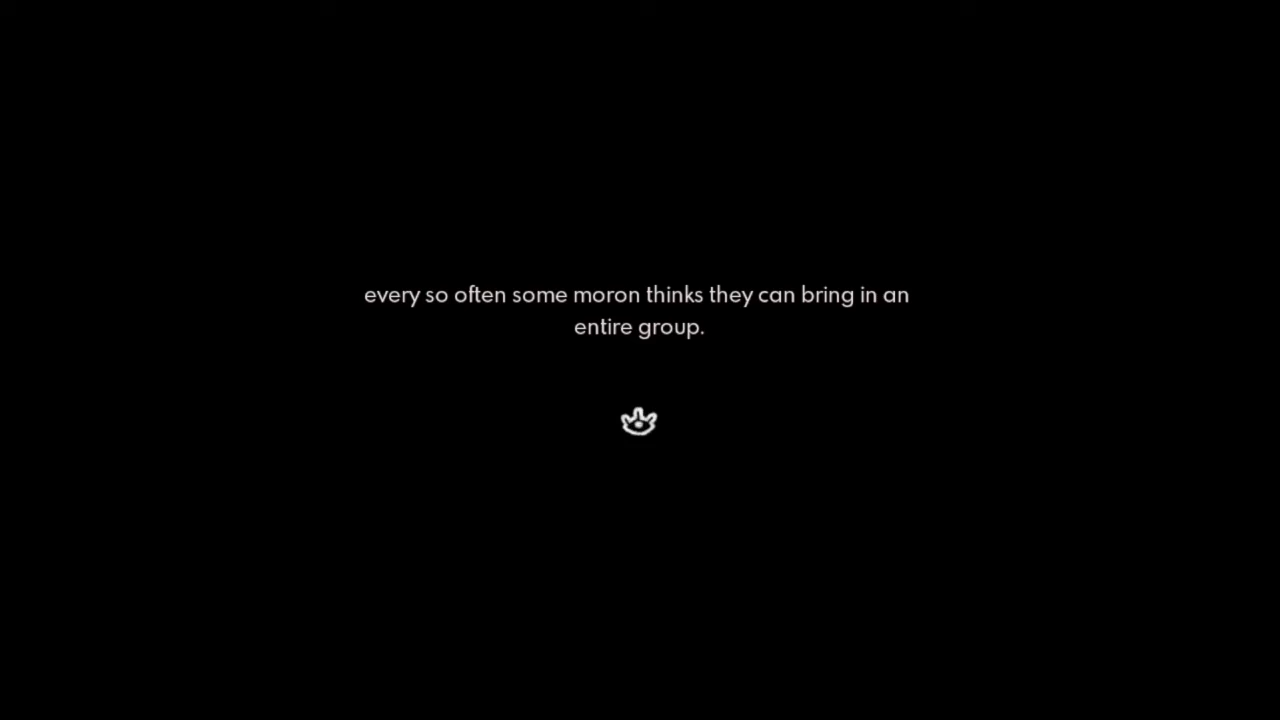 every so often some moron thinks they can bring in an
entire group.